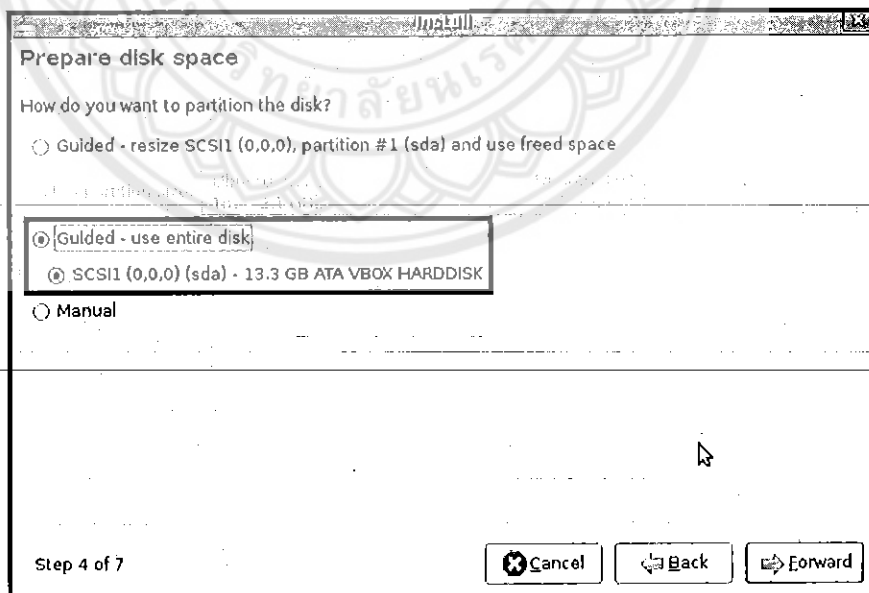 Install
Prepare disk space
How do you want to partition the disk?
Guided - resize SCSI1 (0,0,0), partition #1 (sda) and use freed space
Guided - use entire disk
SCSI1 (0,0,0) (sda) - 13.3 GB ATA VBOX HARDDISK
Manual
Step 4 of 7
Cancel
Back
Forward